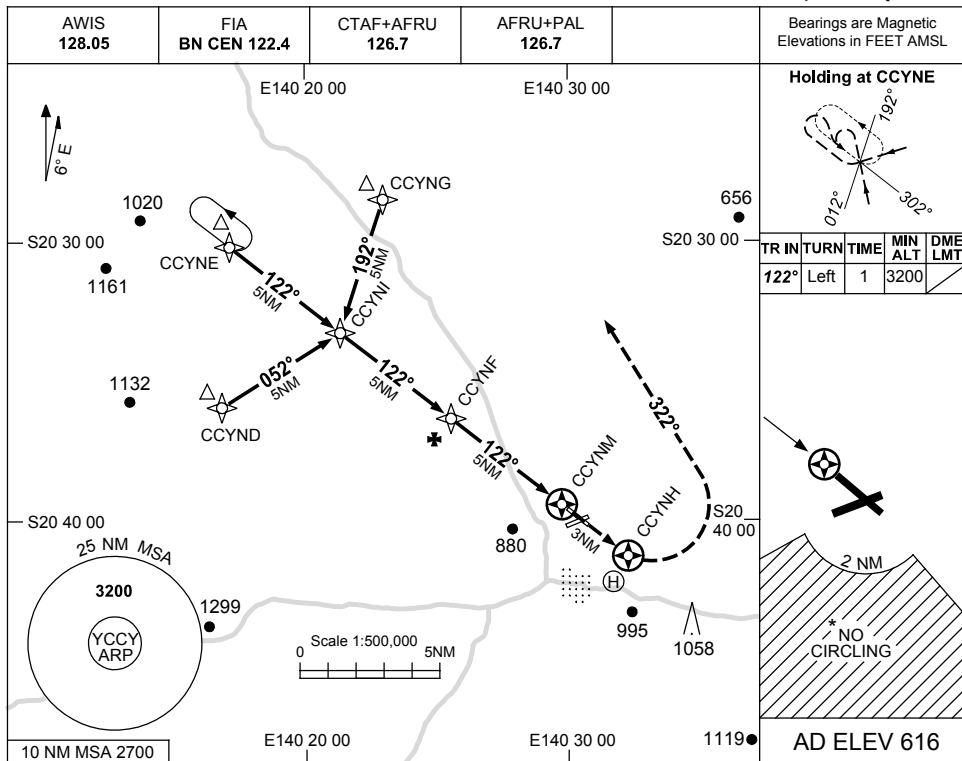 AWIS
128.05
FIA
BN CEN 122.4
CTAF+AFRU
126.7
AFRU+PAL
126.7
Bearings are Magnetic
Elevations in FEET AMSL
E140 20 00
E140 30 00
Holding at CCYNE
192°
012°
302°
TR IN TURN TIME MIN ALT DME LMT
122° Left 1 3200
6° E
1020
CCYNG
656
S20 30 00
S20 30 00
CCYNE
1161
192°
5NM
122°
5NM
CCYNI
1132
052°
5NM
CCYND
122°
5NM
CCYNF
322°
122°
5NM
CCYNM
CCYNH
3NM
S20 40 00
S20
40 00
880
25 NM MSA
3200
YCCY
ARP
1299
H
995
1058
Scale 1:500,000
0 5NM
2 NM
* NO
CIRCLING
10 NM MSA 2700
E140 20 00
E140 30 00
1119
AD ELEV 616